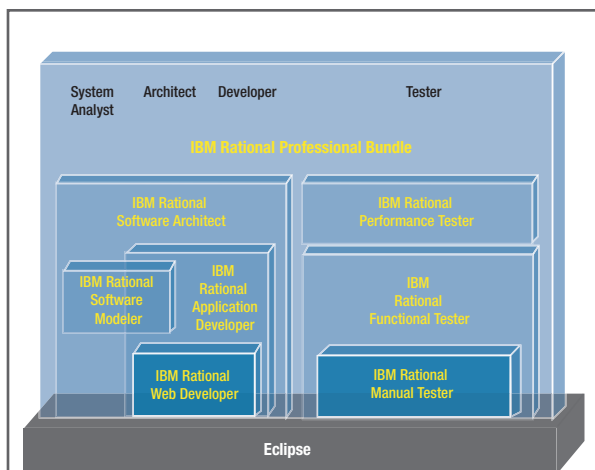 System
Analyst
Architect
Developer
Tester
IBM Rational Professional Bundle
IBM Rational
Software Architect
IBM Rational
Software
Modeler
IBM
Rational
Application
Developer
IBM Rational
Web Developer
IBM Rational
Performance Tester
IBM
Rational
Functional Tester
IBM Rational
Manual Tester
Eclipse